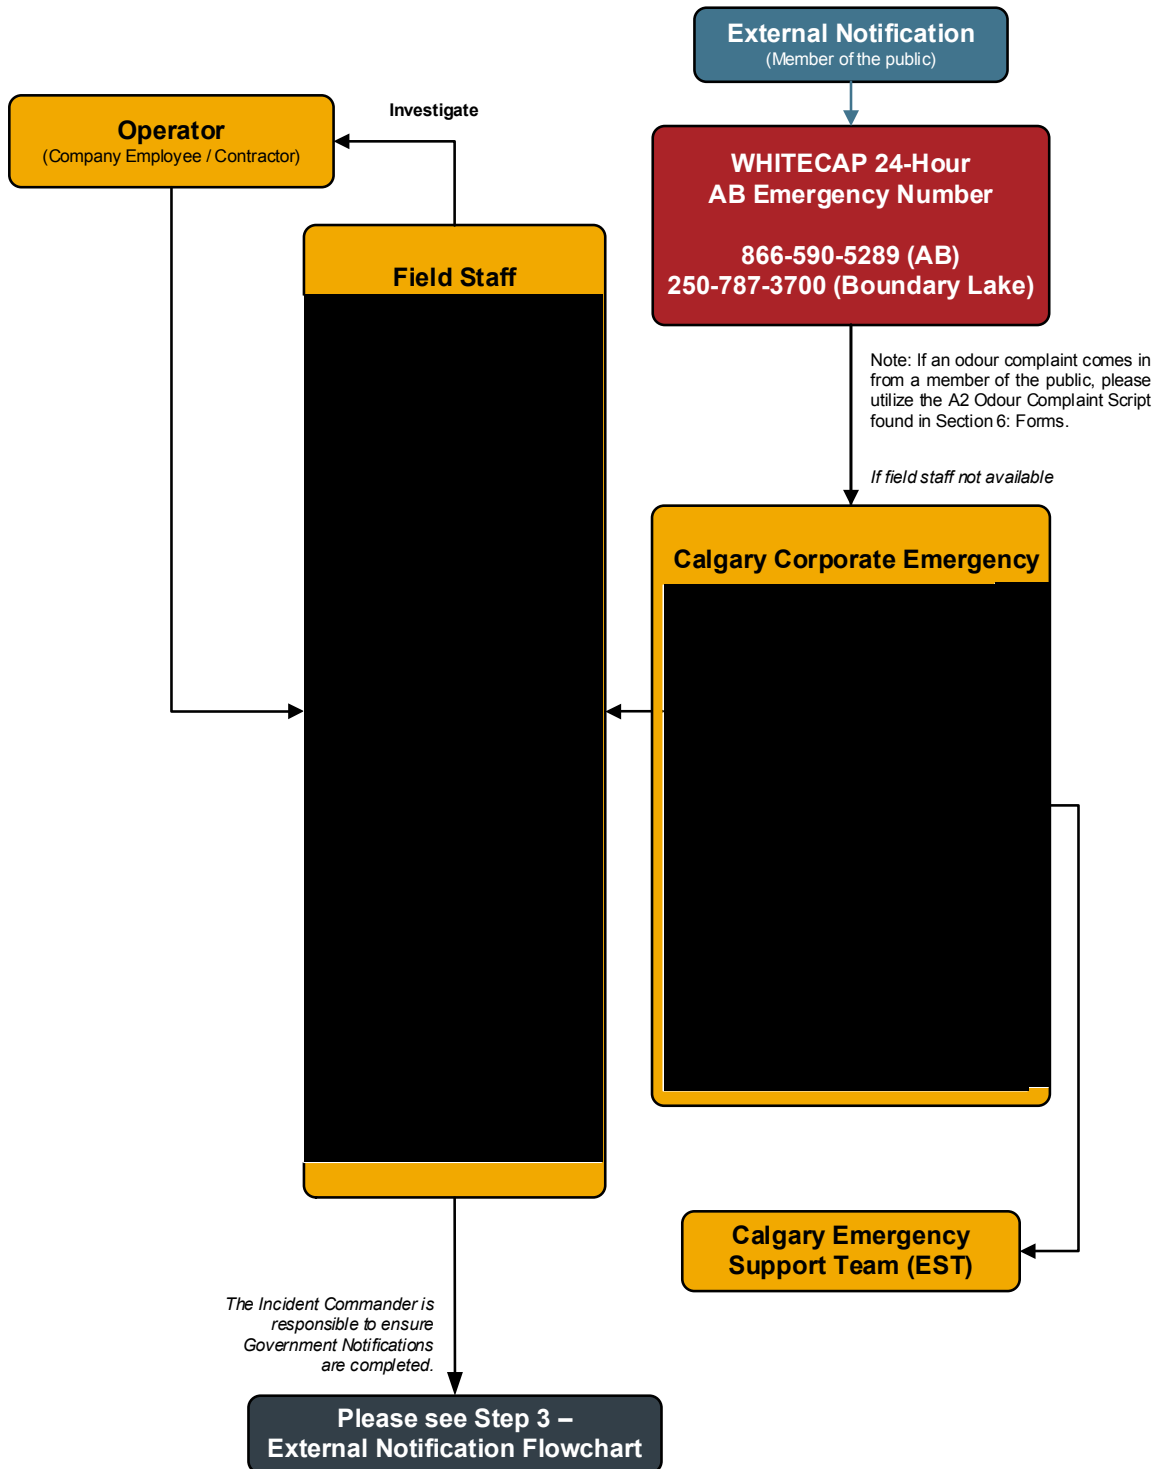 External Notification
(Member of the public)
Operator
(Company Employee / Contractor)
Investigate
WHITECAP 24-Hour
AB Emergency Number
866-590-5289 (AB)
250-787-3700 (Boundary Lake)
Field Staff
Note: If an odour complaint comes in
from a member of the public, please
utilize the A2 Odour Complaint Script
found in Section 6: Forms.
If field staff not available
Calgary Corporate Emergency
Calgary Emergency
Support Team (EST)
The Incident Commander is
responsible to ensure
Government Notifications
are completed.
Please see Step 3 –
External Notification Flowchart